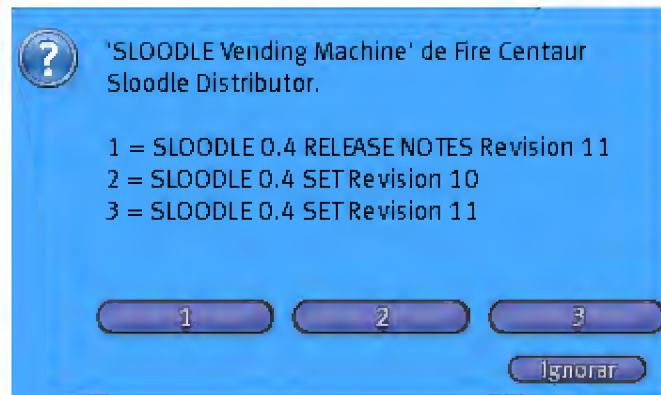 'SLOODLE Vending Machine' de Fire Centaur
Sloodle Distributor.
1 = SLOODLE 0.4 RELEASE NOTES Revision 11
2 = SLOODLE 0.4 SET Revision 10
3 = SLOODLE 0.4 SET Revision 11
1 2 3
Ignorar